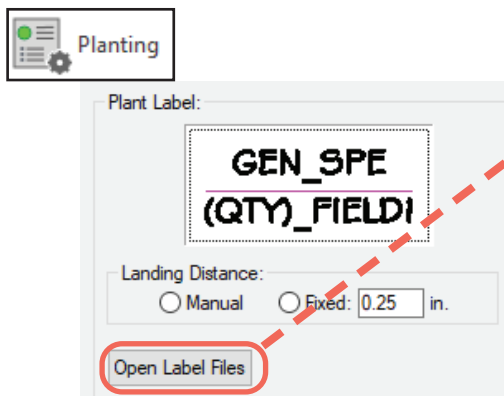 Planting
Plant Label:
GEN_SPE
(QTY)_FIELD1
Landing Distance:
Manual Fixed: 0.25 in.
Open Label Files